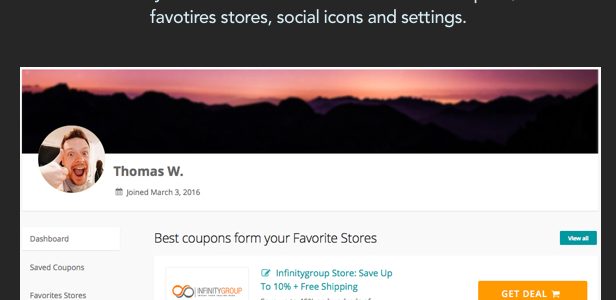 favotires stores, social icons and settings.
Thomas W.
Joined March 3, 2016
Dashboard
Best coupons form your Favorite Stores
View all
Saved Coupons
Infinitygroup Store: Save Up
To 10% + Free Shipping
INFINITYGROUP
GET DEAL
Favorites Stores